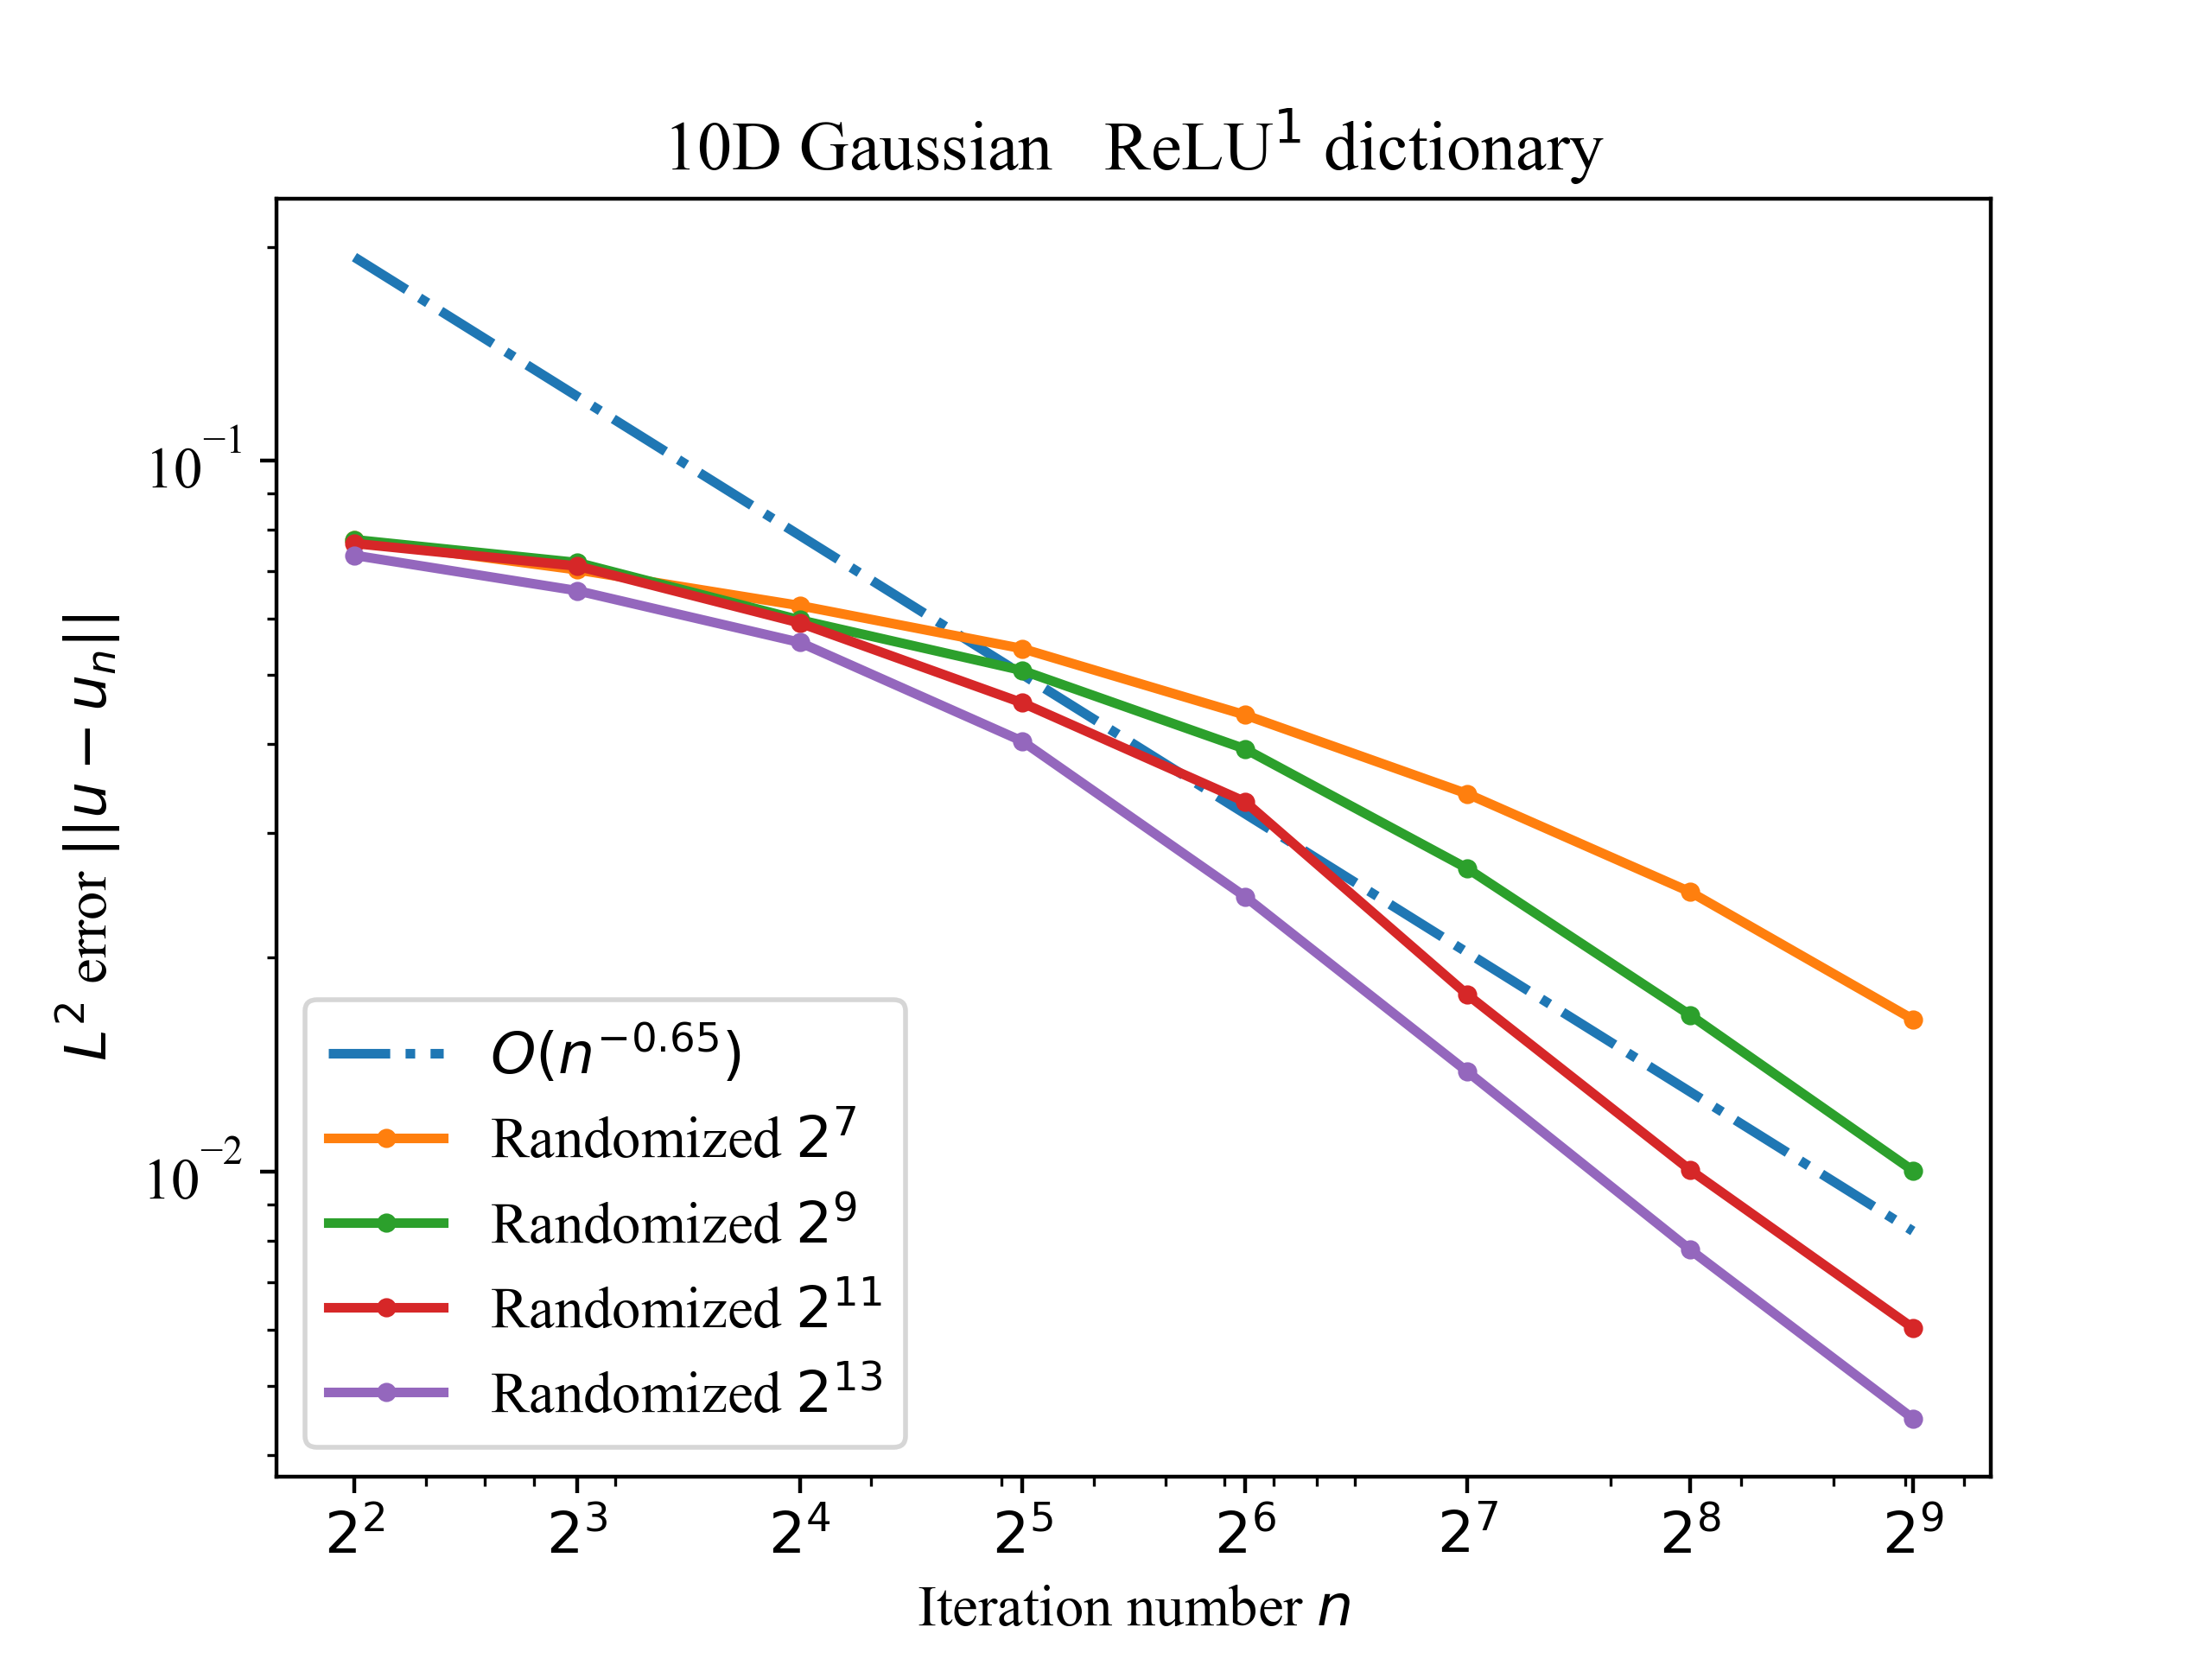 10D Gaussian ReLU¹ dictionary
10⁻¹
10⁻²
L² error ||u − uₙ||
O(n⁻⁰·⁶⁵)
Randomized 2⁷
Randomized 2⁹
Randomized 2¹¹
Randomized 2¹³
2² 2³ 2⁴ 2⁵ 2⁶ 2⁷ 2⁸ 2⁹
Iteration number n